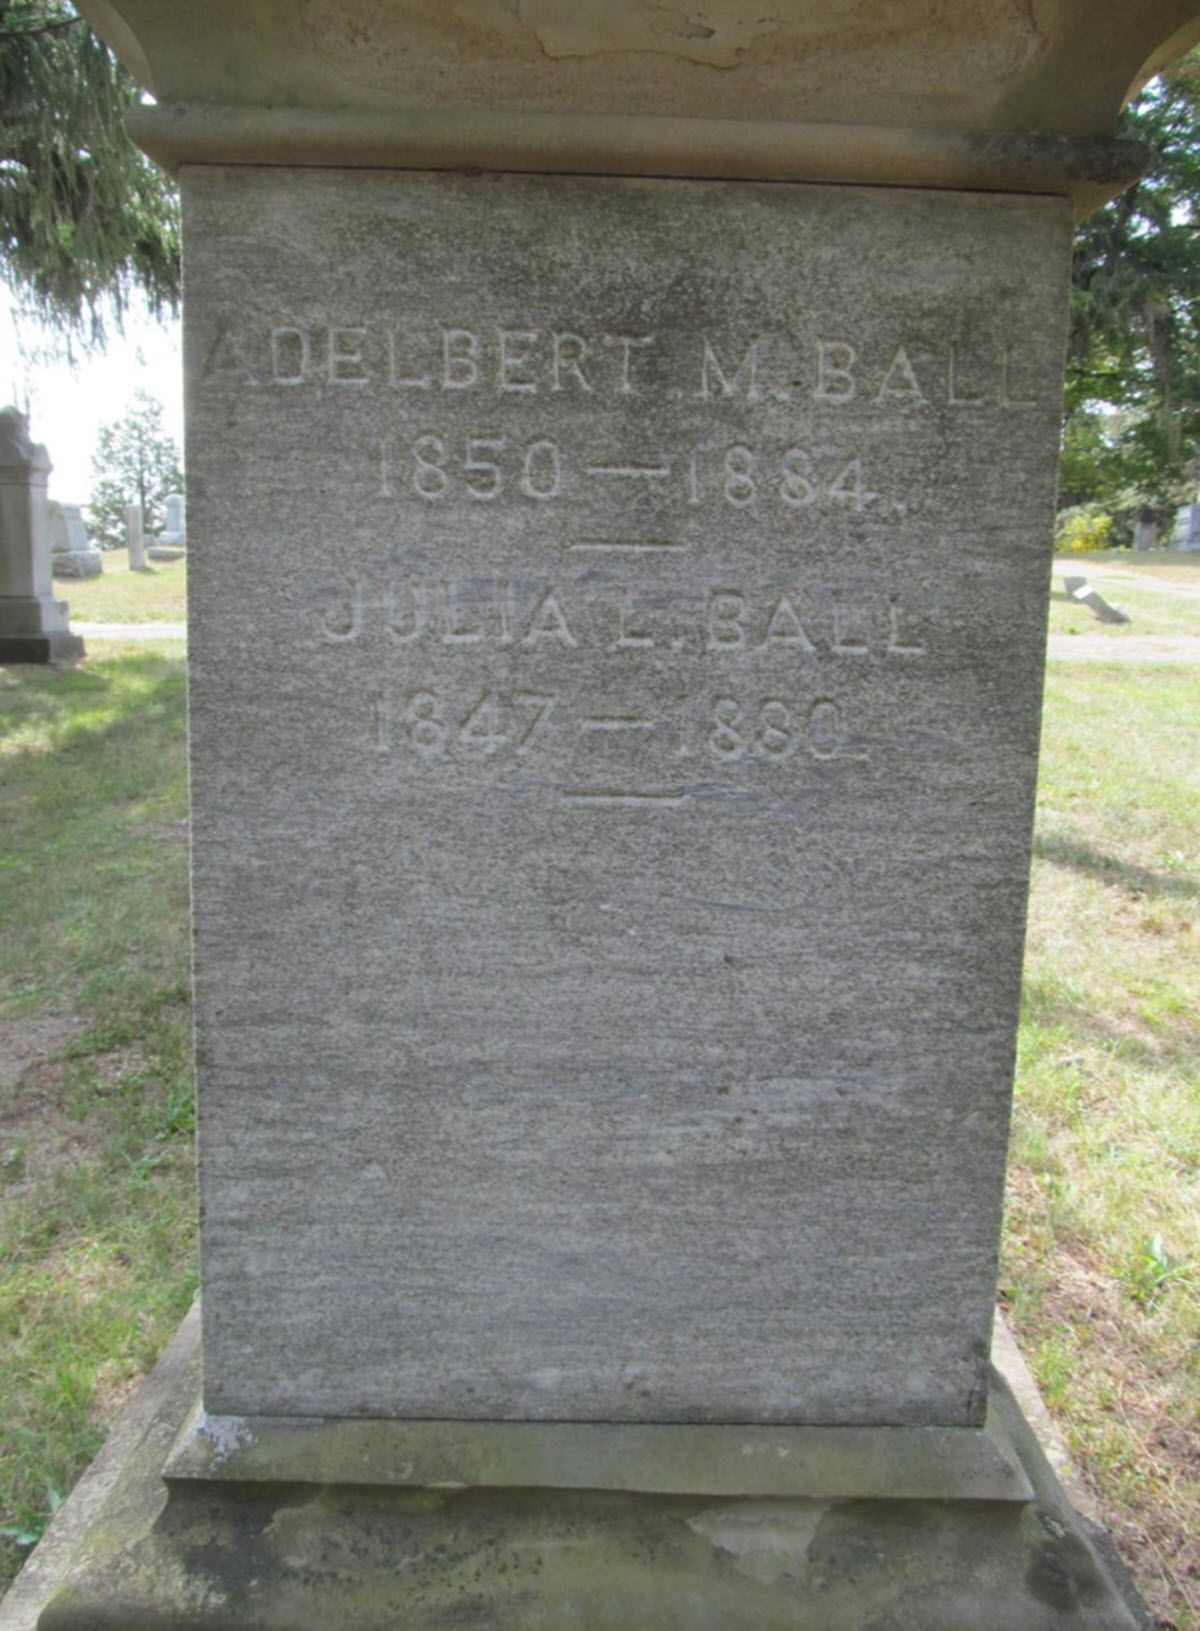 ADELBERT M. BALL
1850 — 1884.
JULIA L. BALL
1847 — 1880